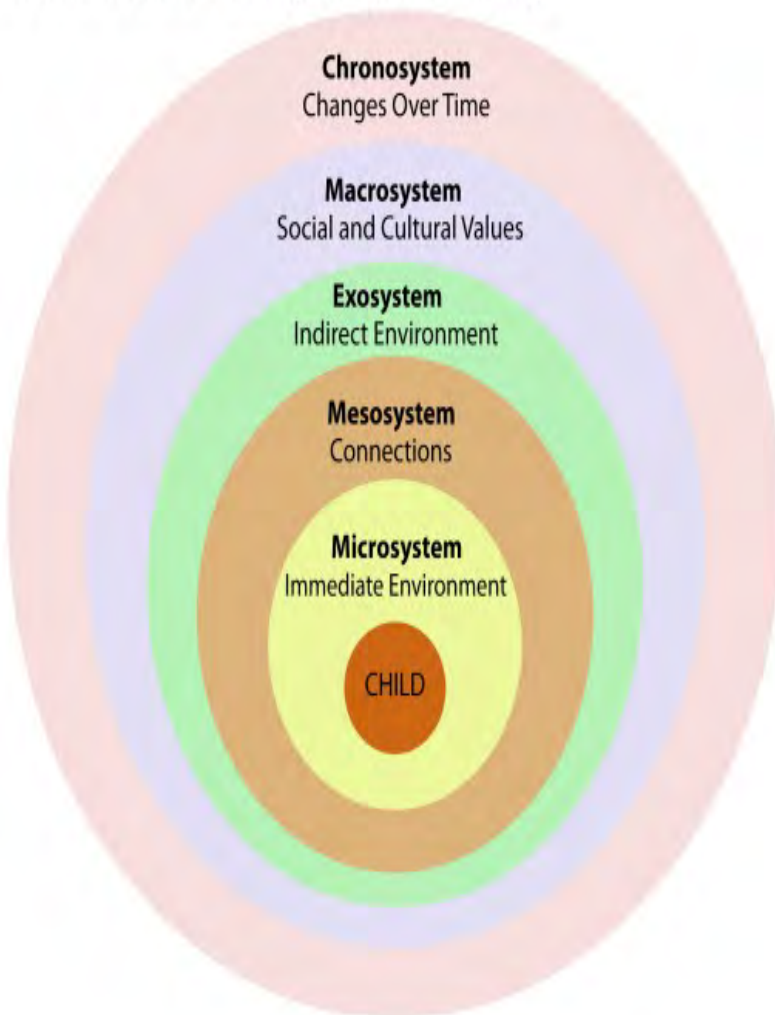 Chronosystem
Changes Over Time
Macrosystem
Social and Cultural Values
Exosystem
Indirect Environment
Mesosystem
Connections
Microsystem
Immediate Environment
CHILD